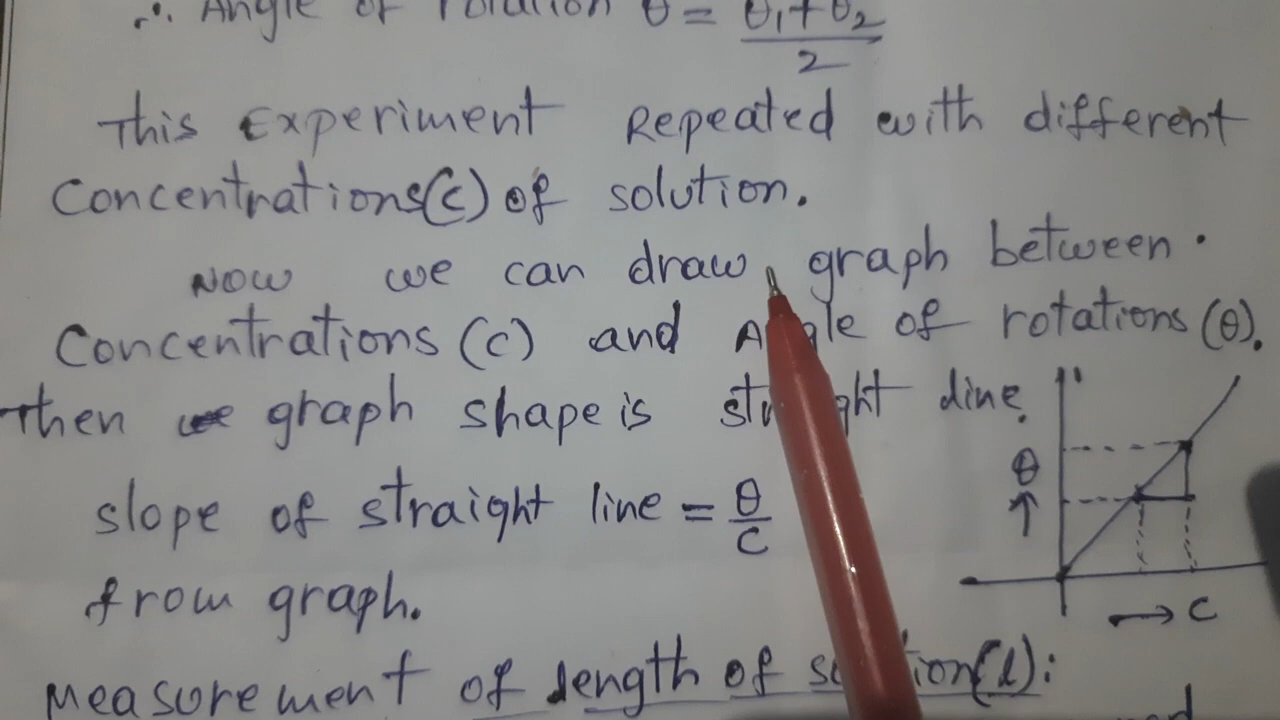 ∴ Angle of rotation θ = θ₁+θ₂
2
This Experiment Repeated with different
Concentrations(c) of solution.
Now we can draw graph between
Concentrations (c) and Angle of rotations (θ).
Then graph shape is straight line.
slope of straight line = θ/c
from graph.
θ
↑
→ c
Measurement of length of solution(l):